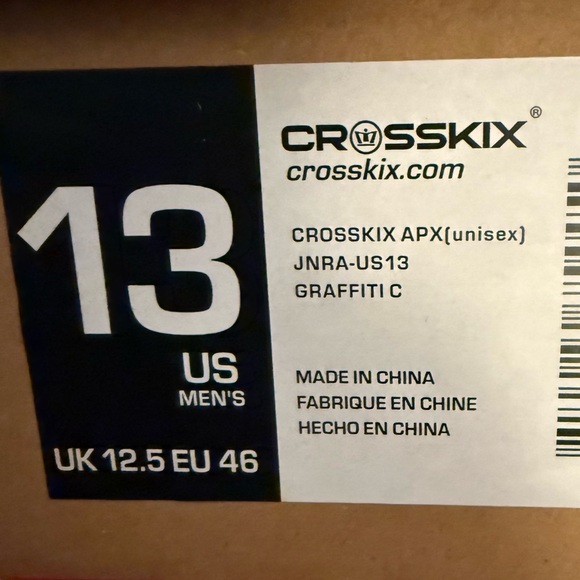 13
US
MEN'S
UK 12.5 EU 46
CROSSKIX®
crosskix.com
CROSSKIX APX(unisex)
JNRA-US13
GRAFFITI C
MADE IN CHINA
FABRIQUE EN CHINE
HECHO EN CHINA